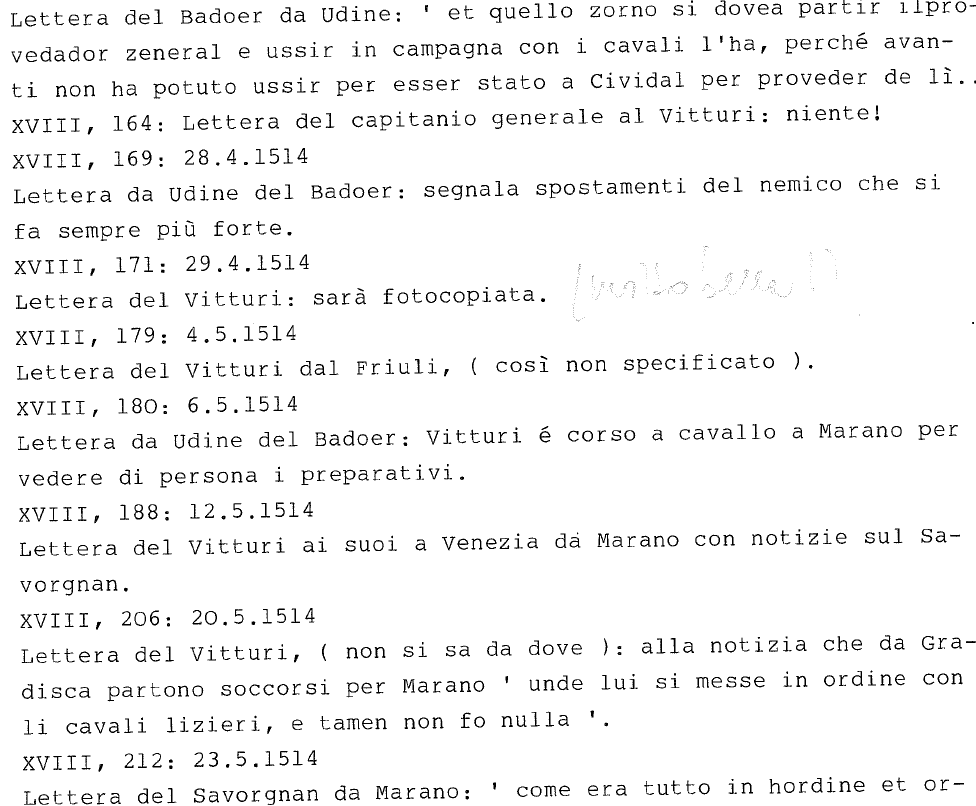 Lettera del Badoer da Udine: ' et quello zorno si dovea partir ilpro-
vedador zeneral e ussir in campagna con i cavali l'ha, perché avan-
ti non ha potuto ussir per esser stato a Cividal per proveder de lì..
XVIII, 164: Lettera del capitanio generale al Vitturi: niente!
XVIII, 169: 28.4.1514
Lettera da Udine del Badoer: segnala spostamenti del nemico che si
fa sempre più forte.
XVIII, 171: 29.4.1514
Lettera del Vitturi: sarà fotocopiata. (molto bella!)
XVIII, 179: 4.5.1514
Lettera del Vitturi dal Friuli, ( così non specificato ).
XVIII, 180: 6.5.1514
Lettera da Udine del Badoer: Vitturi é corso a cavallo a Marano per
vedere di persona i preparativi.
XVIII, 188: 12.5.1514
Lettera del Vitturi ai suoi a Venezia da Marano con notizie sul Sa-
vorgnan.
XVIII, 206: 20.5.1514
Lettera del Vitturi, ( non si sa da dove ): alla notizia che da Gra-
disca partono soccorsi per Marano ' unde lui si messe in ordine con
li cavali lizieri, e tamen non fo nulla '.
XVIII, 212: 23.5.1514
Lettera del Savorgnan da Marano: ' come era tutto in hordine et or-